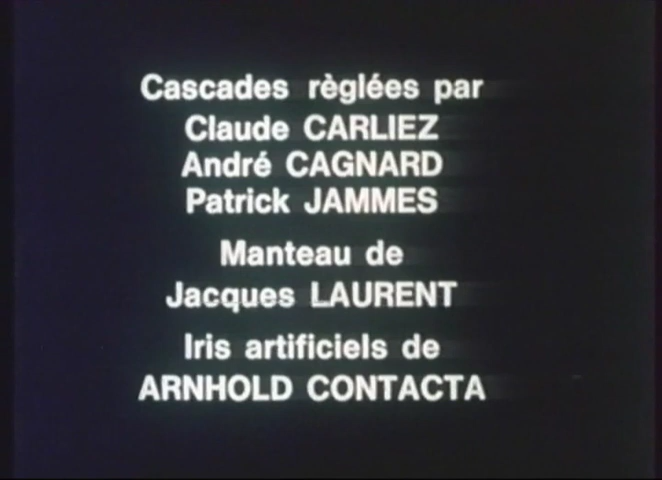 Cascades règlées par
Claude CARLIEZ
André CAGNARD
Patrick JAMMES
Manteau de
Jacques LAURENT
Iris artificiels de
ARNHOLD CONTACTA